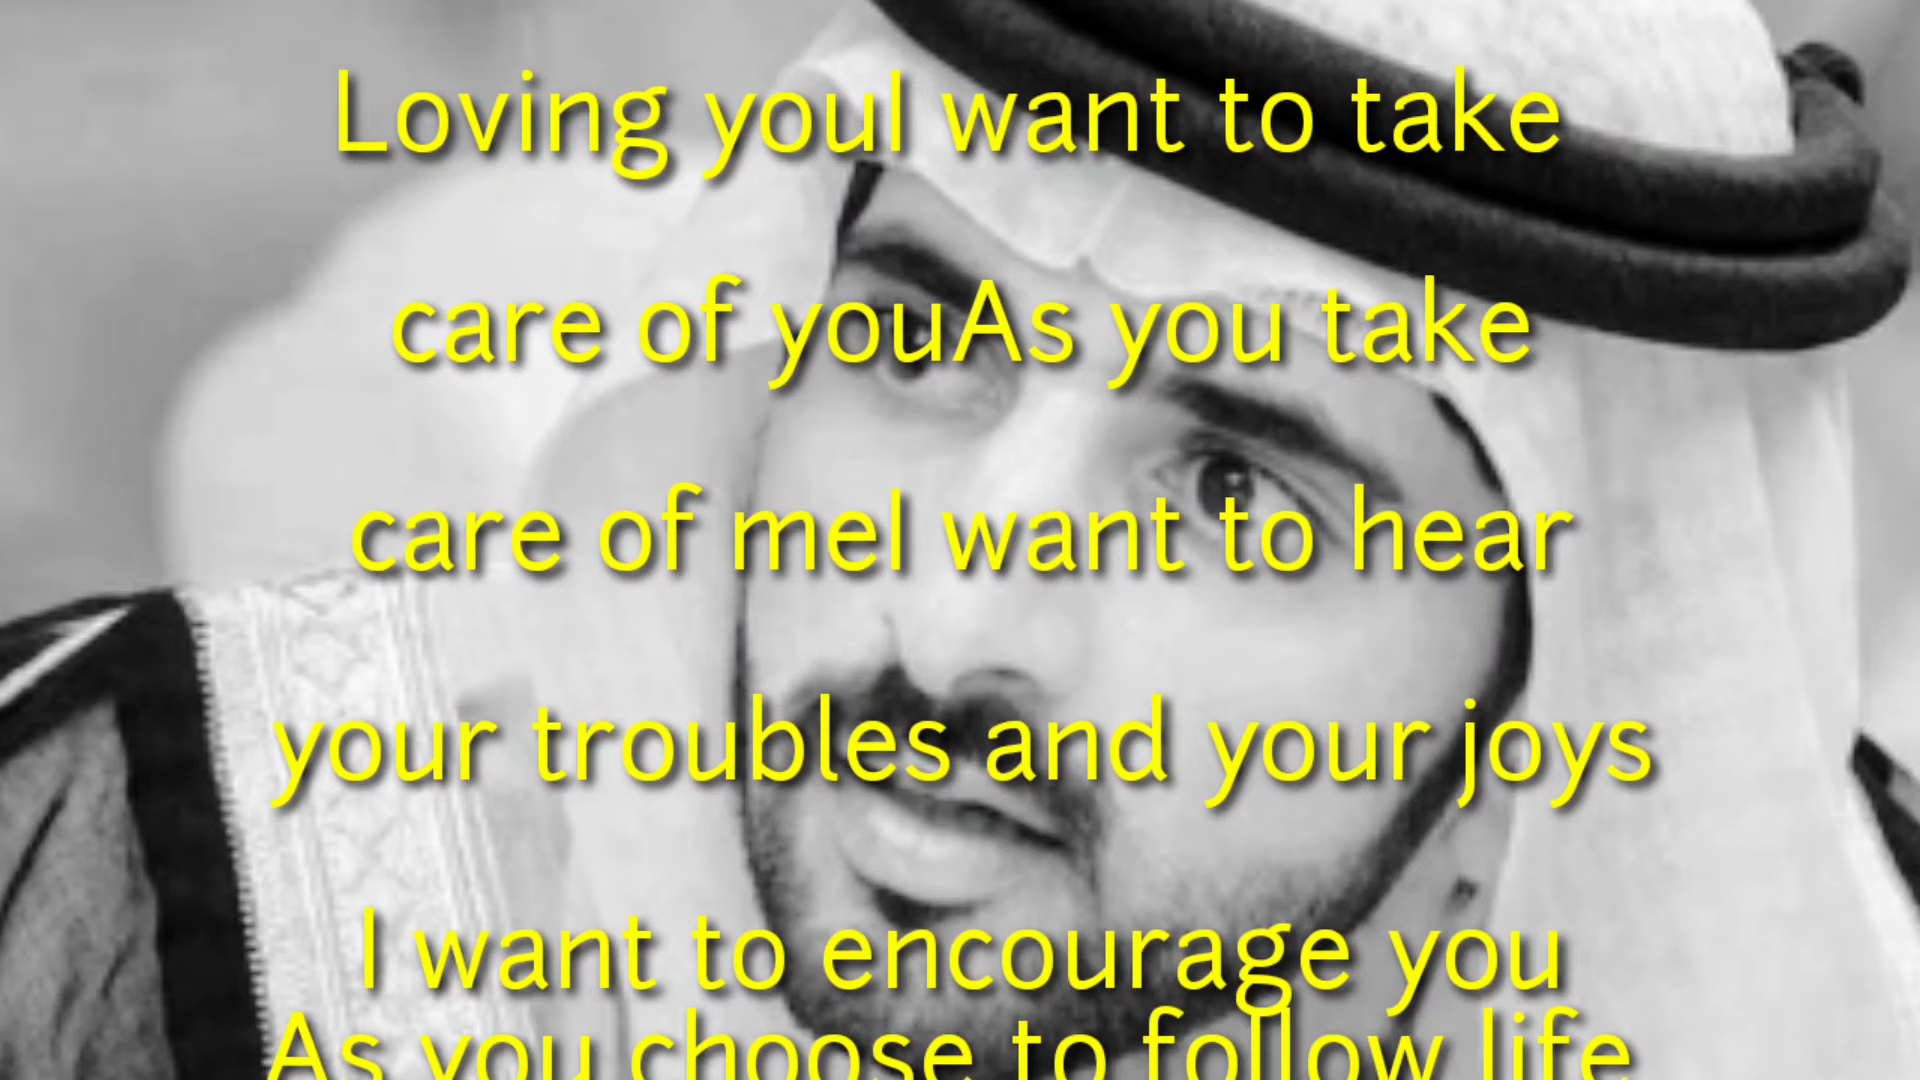 Loving youI want to take
care of youAs you take
care of meI want to hear
your troubles and your joys
I want to encourage you
As you choose to follow life